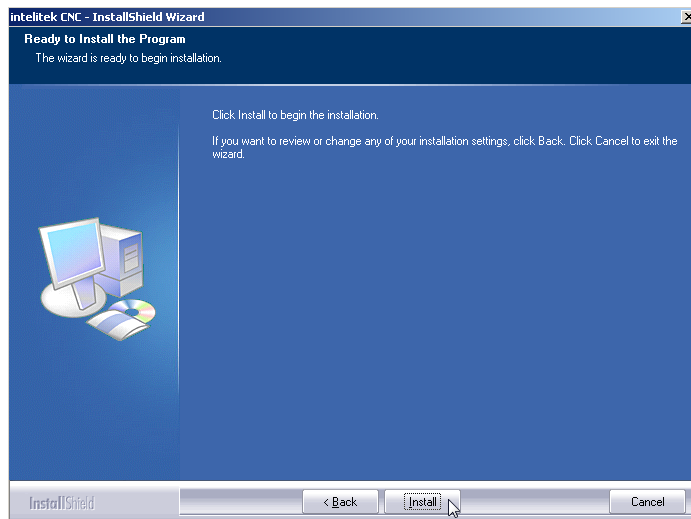 intelitek CNC - InstallShield Wizard
Ready to Install the Program
The wizard is ready to begin installation.
Click Install to begin the installation.
If you want to review or change any of your installation settings, click Back. Click Cancel to exit the
wizard.
InstallShield
< Back
Install
Cancel